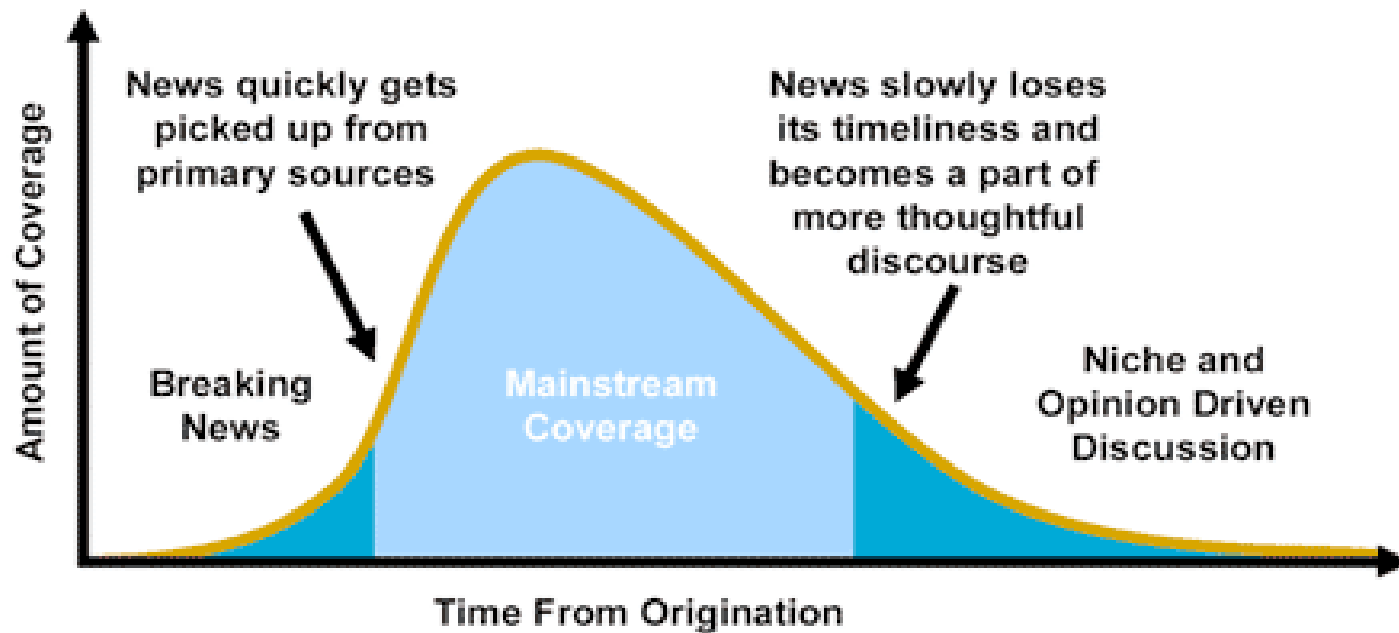 Amount of Coverage
News quickly gets
picked up from
primary sources
News slowly loses
its timeliness and
becomes a part of
more thoughtful
discourse
Breaking
News
Mainstream
Coverage
Niche and
Opinion Driven
Discussion
Time From Origination